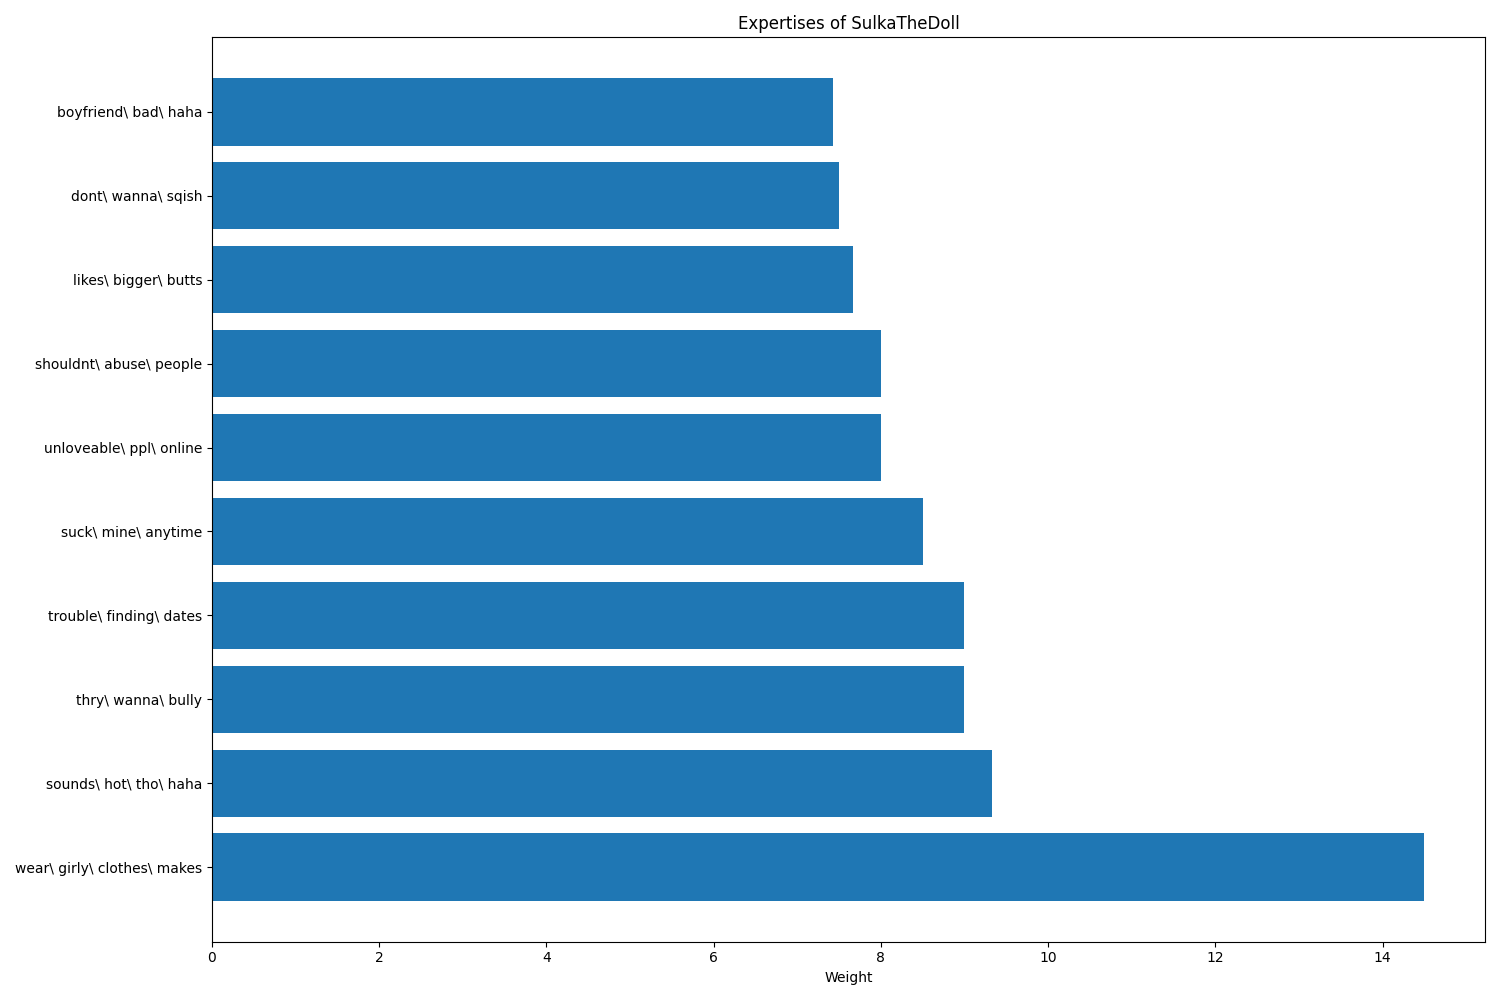 Expertises of SulkaTheDoll
boyfriend\ bad\ haha
dont\ wanna\ sqish
likes\ bigger\ butts
shouldnt\ abuse\ people
unloveable\ ppl\ online
suck\ mine\ anytime
trouble\ finding\ dates
thry\ wanna\ bully
sounds\ hot\ tho\ haha
wear\ girly\ clothes\ makes
0 2 4 6 8 10 12 14
Weight